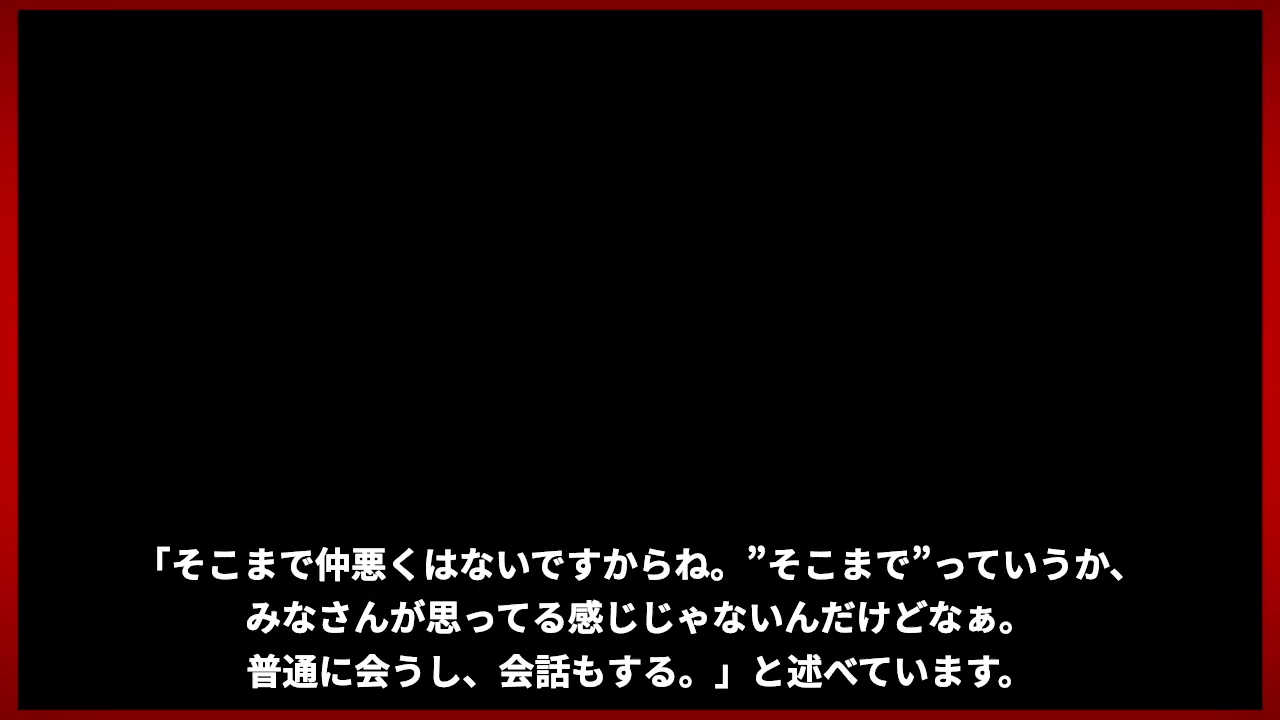 「そこまで仲悪くはないですからね。”そこまで”っていうか、
みなさんが思ってる感じじゃないんだけどなぁ。
普通に会うし、会話もする。」と述べています。